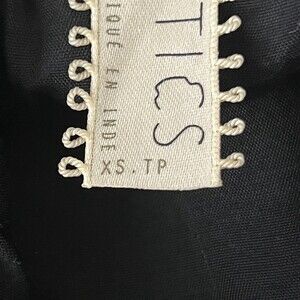 TICS
IQUE EN INDE
XS.TP